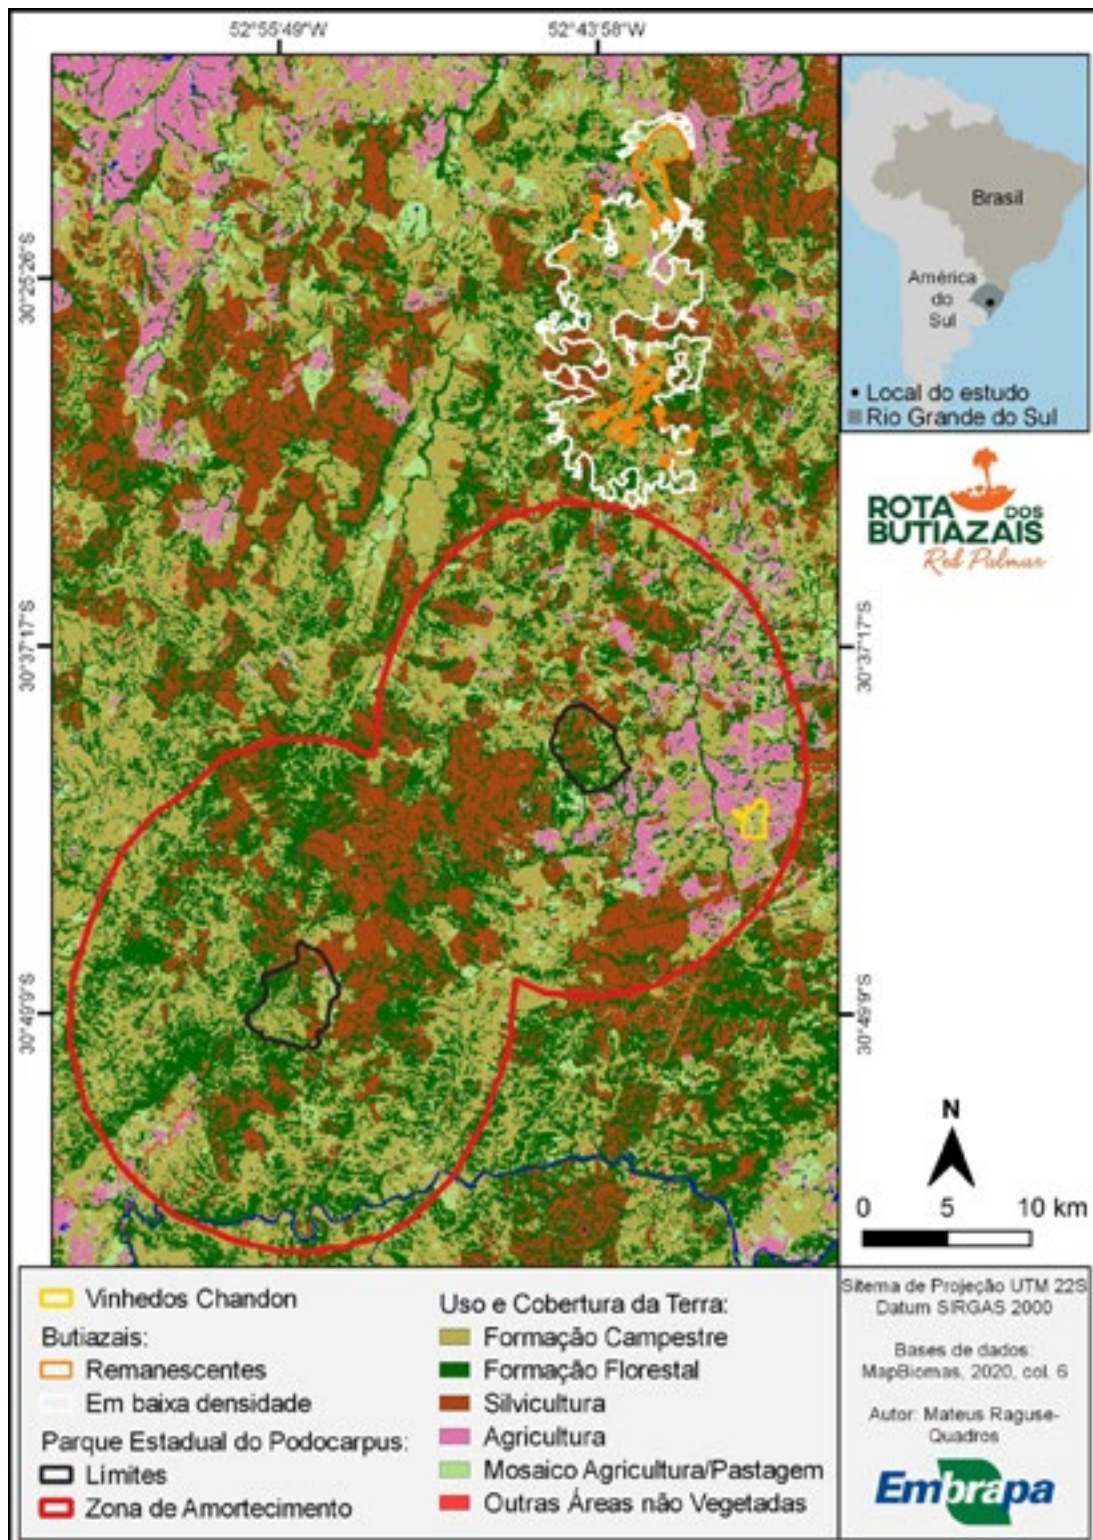 52°55'49"W
52°43'58"W
30°25'26"S
30°37'17"S
30°49'9"S
30°37'17"S
30°49'9"S
Brasil
América
do
Sul
Local do estudo
Rio Grande do Sul
ROTA DOS
BUTIAZAIS
Red Palmar
N
0 5 10 km
Vinhedos Chandon
Butiazais:
Remanescentes
Em baixa densidade
Parque Estadual do Podocarpus:
Limites
Zona de Amortecimento
Uso e Cobertura da Terra:
Formação Campestre
Formação Florestal
Silvicultura
Agricultura
Mosaico Agricultura/Pastagem
Outras Áreas não Vegetadas
Sitema de Projeção UTM 22S
Datum SIRGAS 2000
Bases de dados:
MapBiomas, 2020, col. 6
Autor: Mateus Raguse-
Quadros
Embrapa